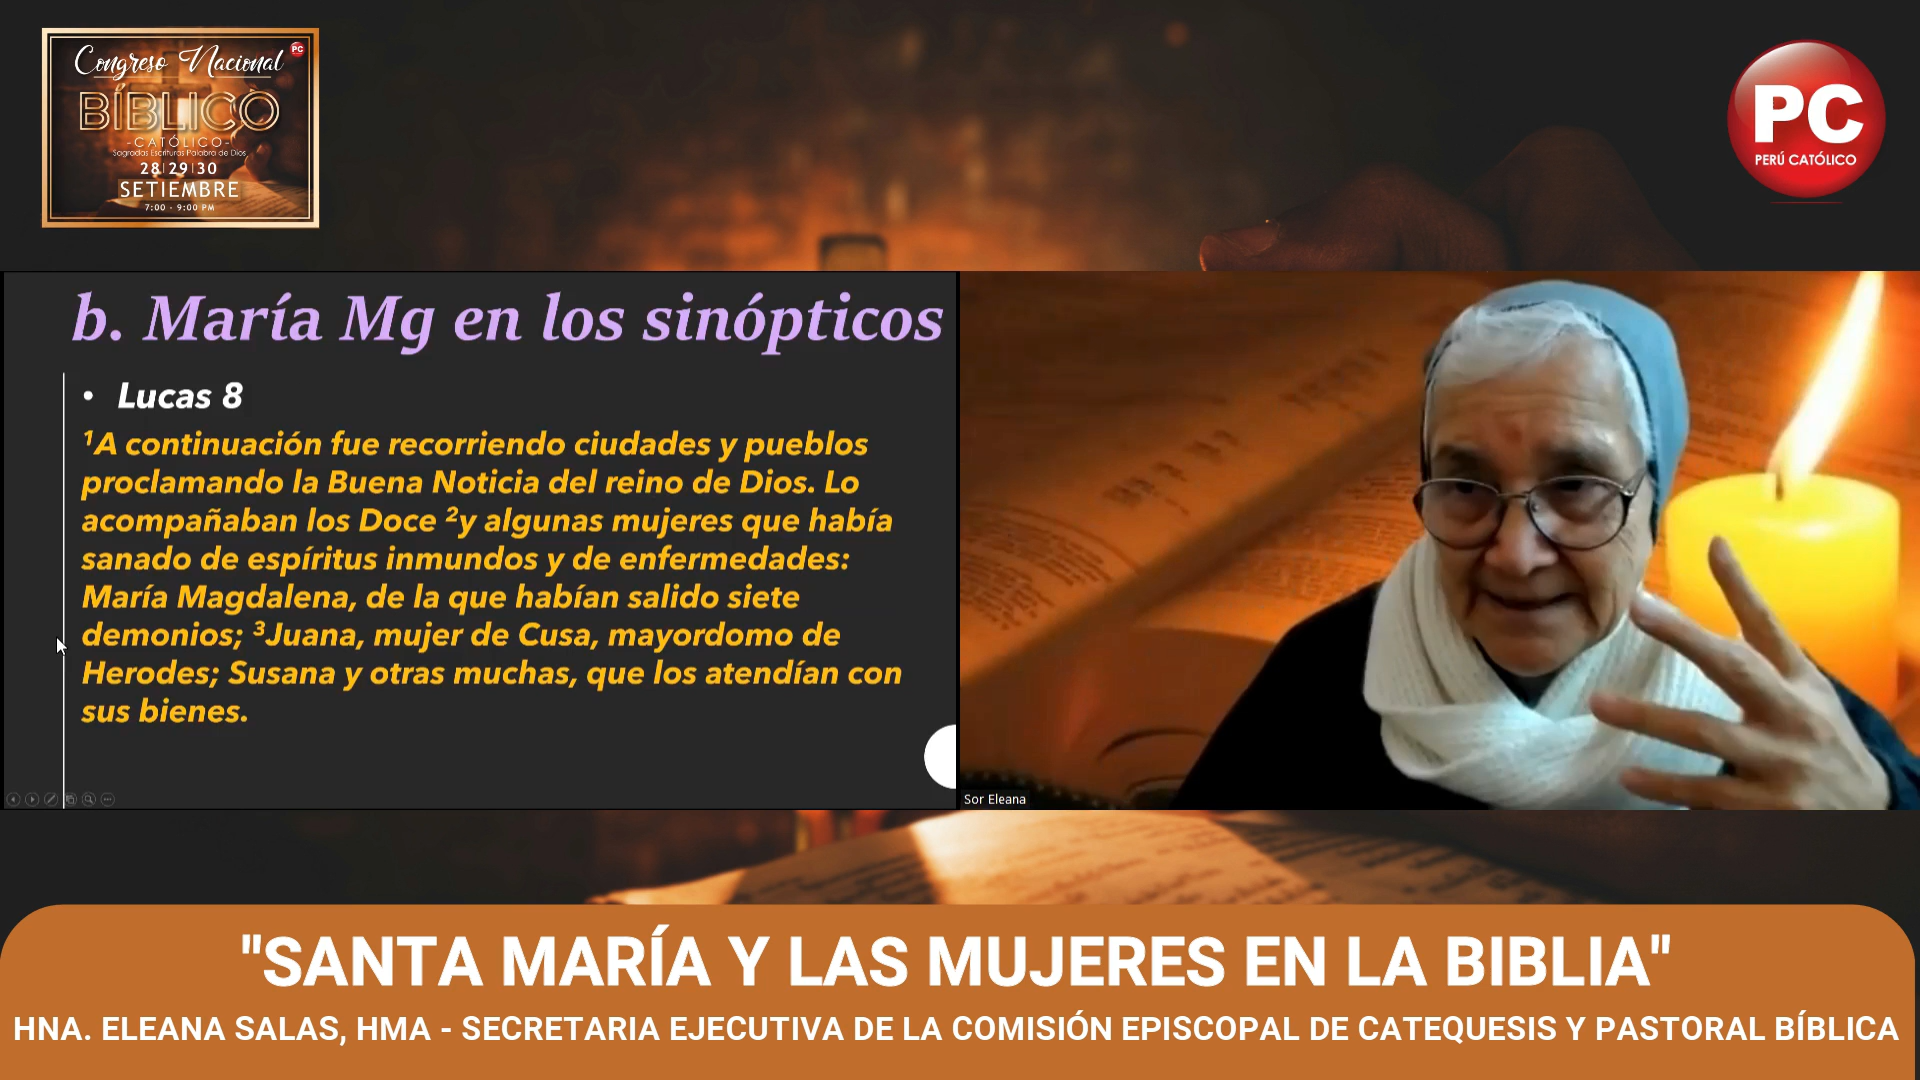 Congreso Nacional
PC
BÍBLICO
-CATÓLICO-
Sagradas Escrituras Palabra de Dios
28|29|30
SETIEMBRE
7:00 - 9:00 PM
PC
PERÚ CATÓLICO
b. María Mg en los sinópticos
• Lucas 8
¹A continuación fue recorriendo ciudades y pueblos
proclamando la Buena Noticia del reino de Dios. Lo
acompañaban los Doce ²y algunas mujeres que había
sanado de espíritus inmundos y de enfermedades:
María Magdalena, de la que habían salido siete
demonios; ³Juana, mujer de Cusa, mayordomo de
Herodes; Susana y otras muchas, que los atendían con
sus bienes.
Sor Eleana
"SANTA MARÍA Y LAS MUJERES EN LA BIBLIA"
HNA. ELEANA SALAS, HMA - SECRETARIA EJECUTIVA DE LA COMISIÓN EPISCOPAL DE CATEQUESIS Y PASTORAL BÍBLICA